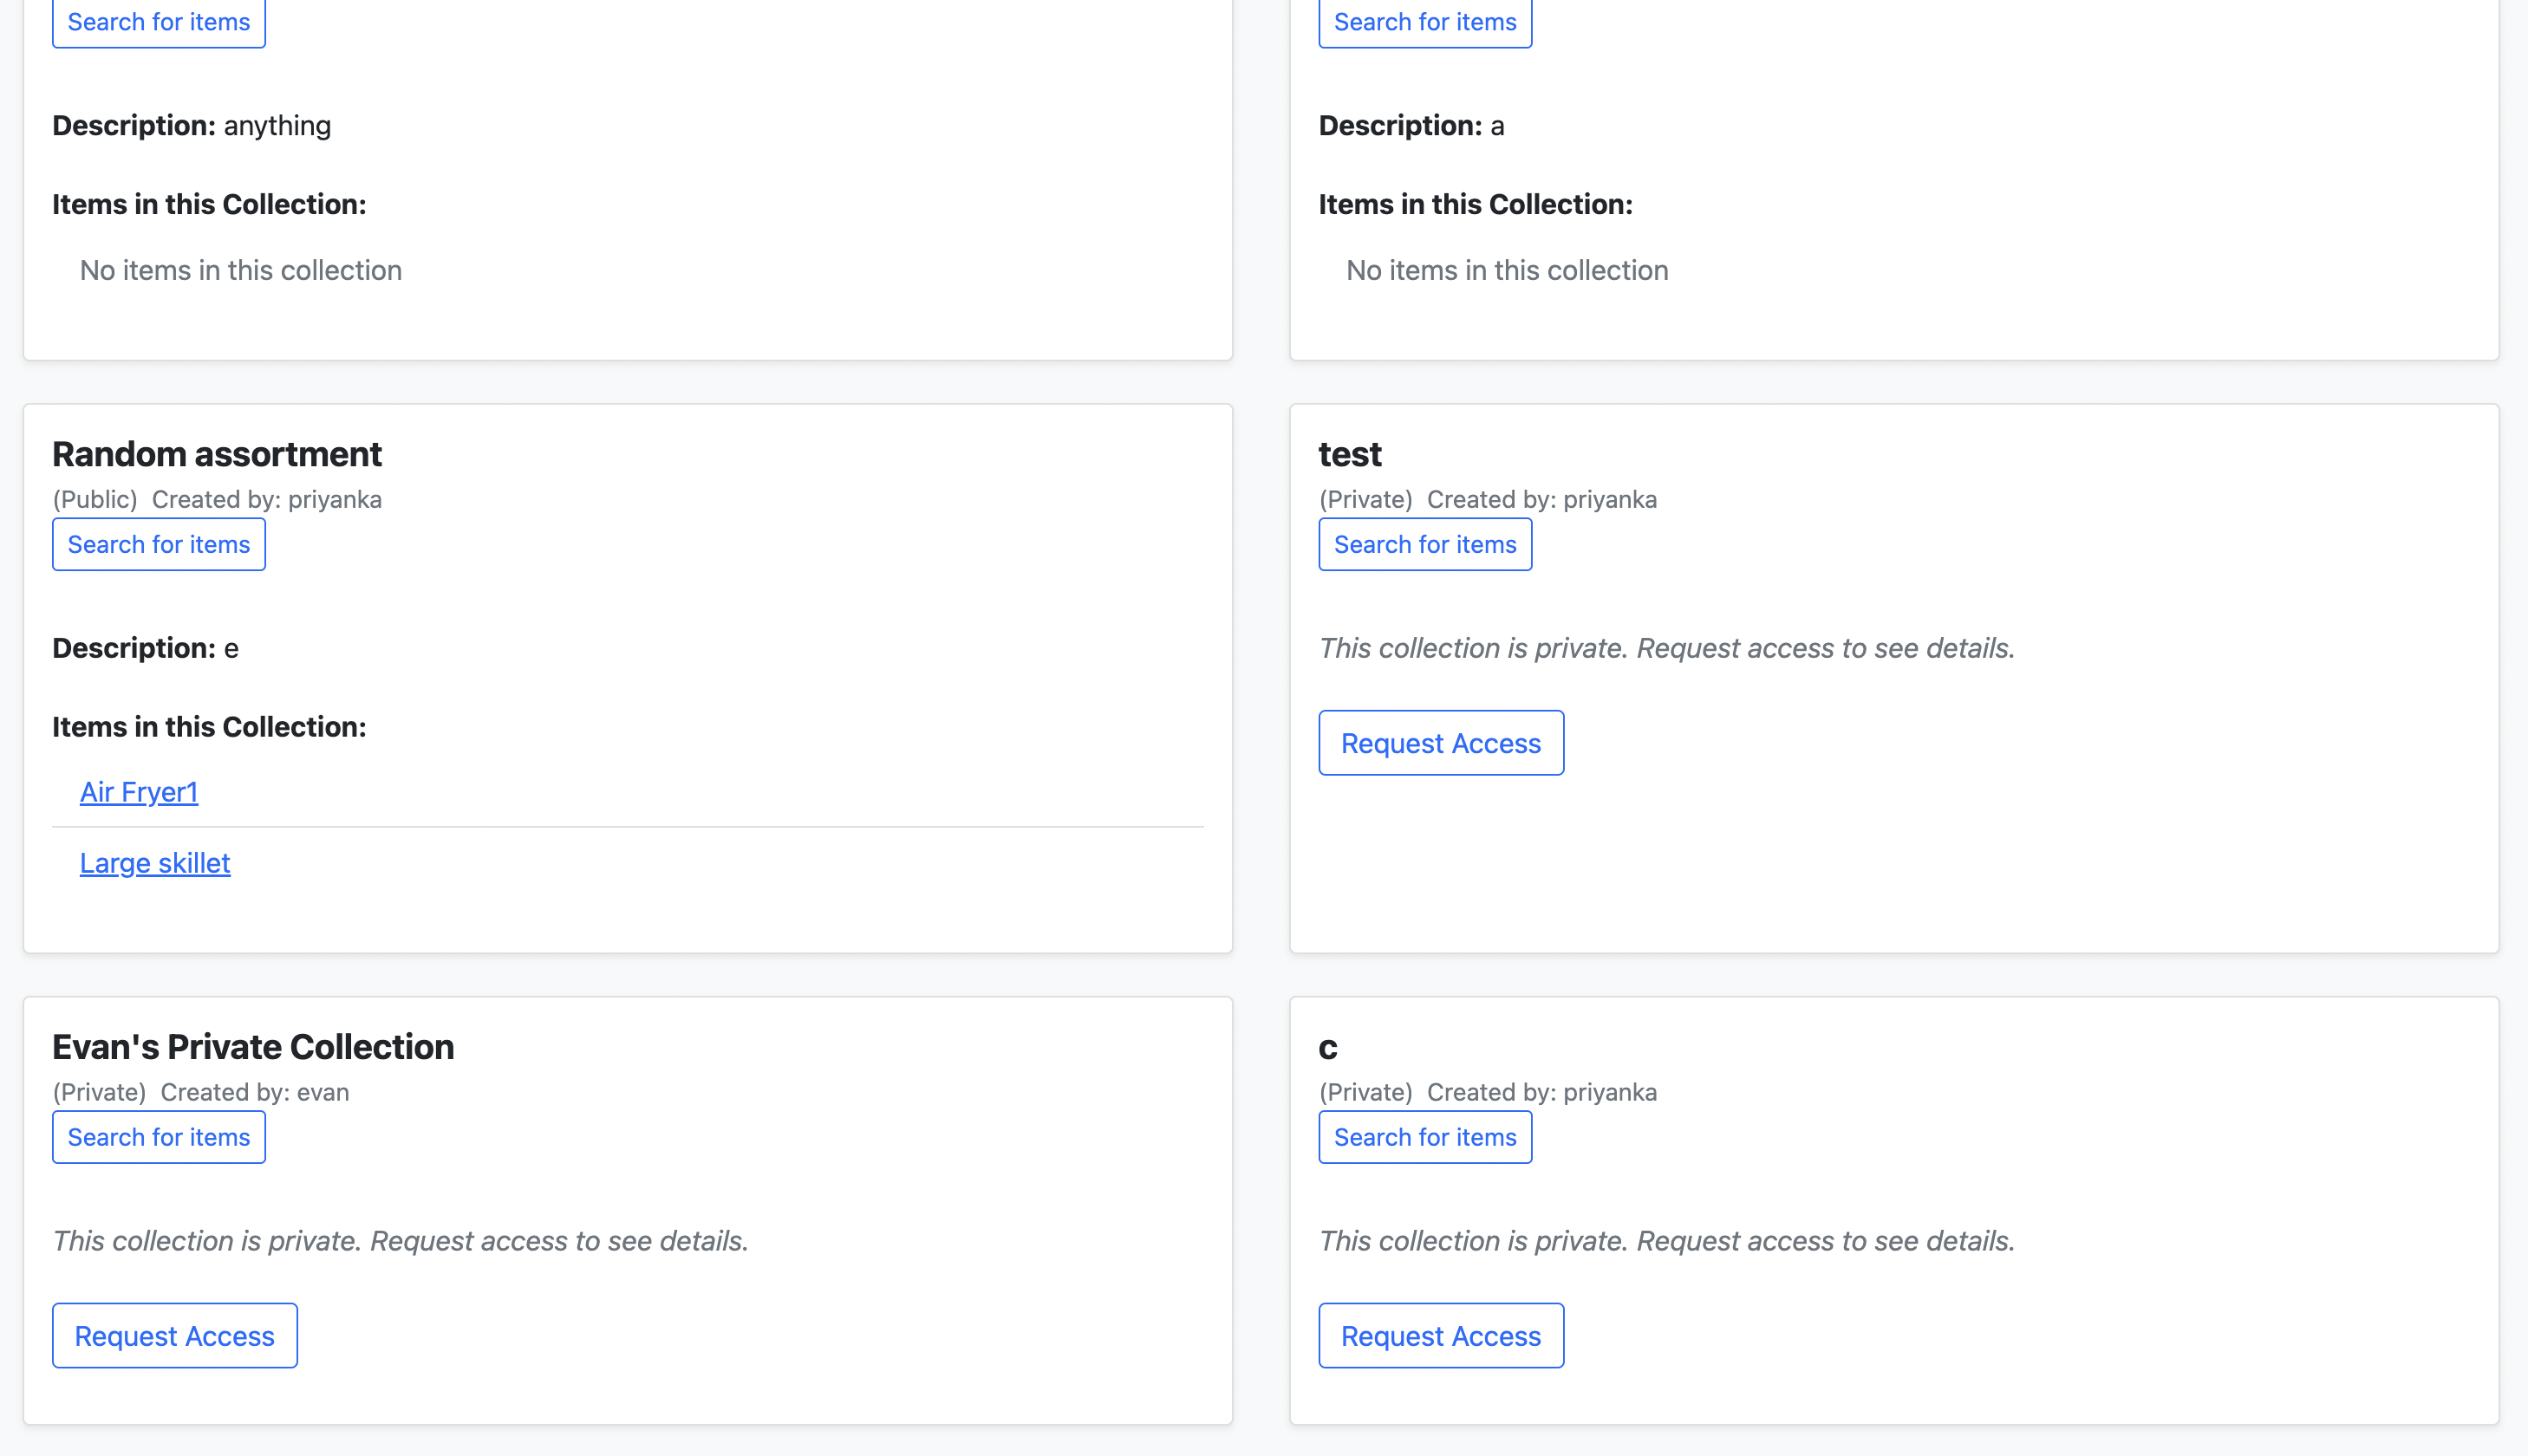 Search for items
Description: anything
Items in this Collection:
No items in this collection
Search for items
Description: a
Items in this Collection:
No items in this collection
Random assortment
(Public) Created by: priyanka
Search for items
Description: e
Items in this Collection:
Air Fryer1
Large skillet
test
(Private) Created by: priyanka
Search for items
This collection is private. Request access to see details.
Request Access
Evan's Private Collection
(Private) Created by: evan
Search for items
This collection is private. Request access to see details.
Request Access
c
(Private) Created by: priyanka
Search for items
This collection is private. Request access to see details.
Request Access